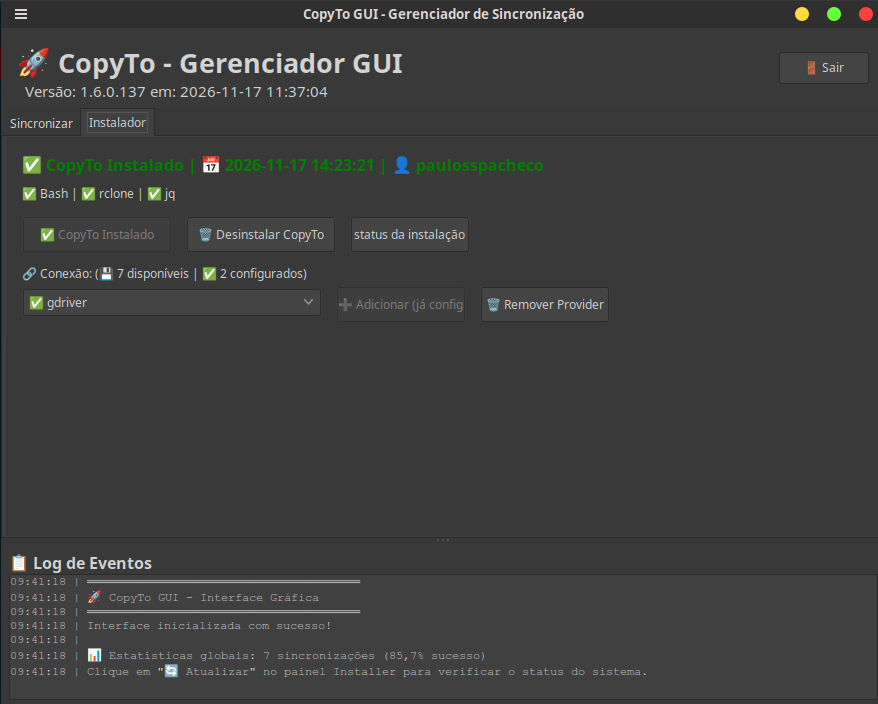 CopyTo GUI - Gerenciador de Sincronização
🚀 CopyTo - Gerenciador GUI
Versão: 1.6.0.137 em: 2026-11-17 11:37:04
🚪 Sair
Sincronizar
Instalador
✅ CopyTo Instalado | 📅 2026-11-17 14:23:21 | 👤 paulosspacheco
✅ Bash | ✅ rclone | ✅ jq
✅ CopyTo Instalado
🗑️ Desinstalar CopyTo
status da instalação
🔗 Conexão: (💾 7 disponíveis | ✅ 2 configurados)
✅ gdriver
➕ Adicionar (já config
🗑️ Remover Provider
📋 Log de Eventos
09:41:18 | ═══════════════════════════════════════
09:41:18 | 🚀 CopyTo GUI - Interface Gráfica
09:41:18 | ═══════════════════════════════════════
09:41:18 | Interface inicializada com sucesso!
09:41:18 |
09:41:18 | 📊 Estatísticas globais: 7 sincronizações (85,7% sucesso)
09:41:18 | Clique em "🔄 Atualizar" no painel Installer para verificar o status do sistema.